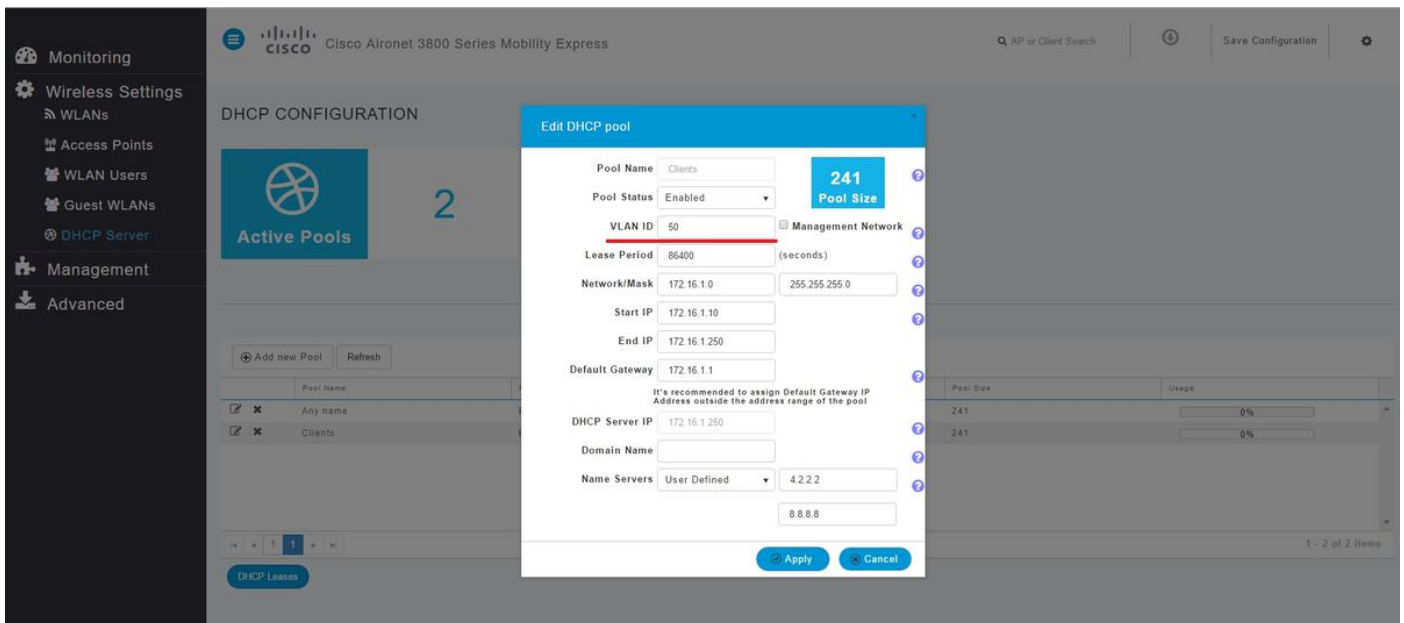 Monitoring
Wireless Settings
WLANs
Access Points
WLAN Users
Guest WLANs
DHCP Server
Management
Advanced
CISCO Cisco Aironet 3800 Series Mobility Express
AP or Client Search
Save Configuration
DHCP CONFIGURATION
Active Pools
2
Add new Pool Refresh
Pool Name Pool Size Usage
Any name 241 0%
Clients 241 0%
1 1
1 - 2 of 2 items
DHCP Leases
Edit DHCP pool
Pool Name Clients
241
Pool Size
Pool Status Enabled
VLAN ID 50 Management Network
Lease Period 86400 (seconds)
Network/Mask 172.16.1.0 255.255.255.0
Start IP 172.16.1.10
End IP 172.16.1.250
Default Gateway 172.16.1.1
It's recommended to assign Default Gateway IP
Address outside the address range of the pool
DHCP Server IP 172.16.1.250
Domain Name
Name Servers User Defined 4.2.2.2
8.8.8.8
Apply Cancel